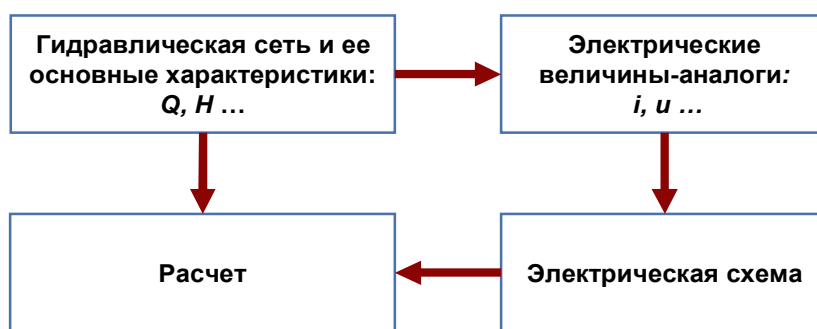 Гидравлическая сеть и ее
основные характеристики:
Q, H ...
Электрические
величины-аналоги:
i, u ...
Расчет
Электрическая схема